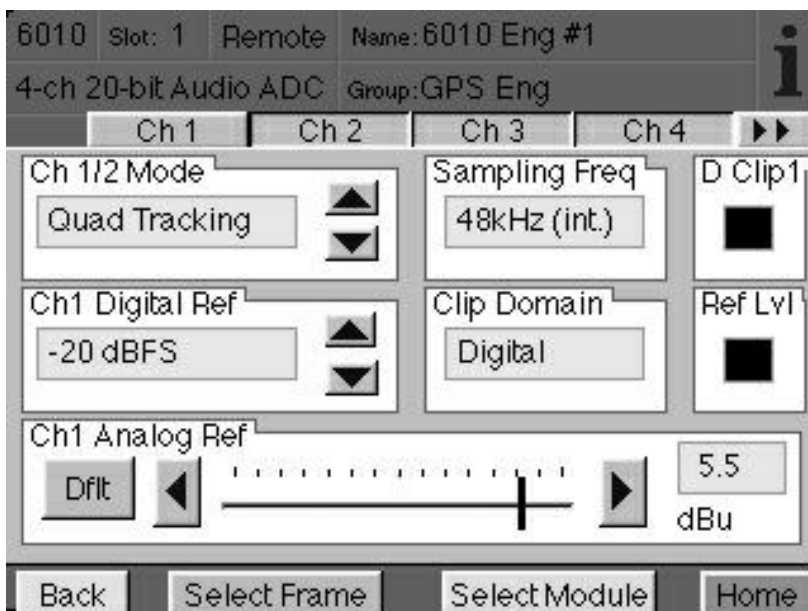 6010 Slot: 1 Remote Name: 6010 Eng #1
4-ch 20-bit Audio ADC Group: GPS Eng
i
Ch 1 Ch 2 Ch 3 Ch 4
Ch 1/2 Mode Sampling Freq D Clip1
Quad Tracking 48kHz (int.)
Ch1 Digital Ref Clip Domain Ref Lvl
-20 dBFS Digital
Ch1 Analog Ref
Dflt 5.5
dBu
Back Select Frame Select Module Home